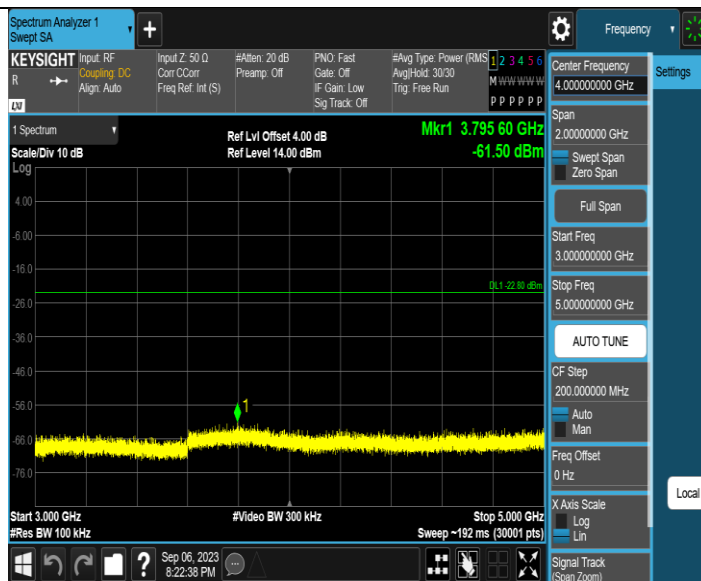 Spectrum Analyzer 1
Swept SA
+
Frequency
KEYSIGHT
R
LXI
Input: RF
Coupling: DC
Align: Auto
Input Z: 50 Ω
Corr CCorr
Freq Ref: Int (S)
#Atten: 20 dB
Preamp: Off
PNO: Fast
Gate: Off
IF Gain: Low
Sig Track: Off
#Avg Type: Power (RMS
Avg|Hold: 30/30
Trig: Free Run
1 2 3 4 5 6
M W W W W W
P P P P P P
1 Spectrum
Scale/Div 10 dB
Log
Ref Lvl Offset 4.00 dB
Ref Level 14.00 dBm
Mkr1 3.795 60 GHz
-61.50 dBm
4.00
-6.00
-16.0
-26.0
-36.0
-46.0
-56.0
-66.0
-76.0
DL1 -22.80 dBm
1
Start 3.000 GHz
#Res BW 100 kHz
#Video BW 300 kHz
Stop 5.000 GHz
Sweep ~192 ms (30001 pts)
?
Sep 06, 2023
8:22:38 PM
Center Frequency
4.00000000 GHz
Span
2.00000000 GHz
Swept Span
Zero Span
Full Span
Start Freq
3.000000000 GHz
Stop Freq
5.000000000 GHz
AUTO TUNE
CF Step
200.000000 MHz
Auto
Man
Freq Offset
0 Hz
X Axis Scale
Log
Lin
Signal Track
(Span Zoom)
Settings
Local